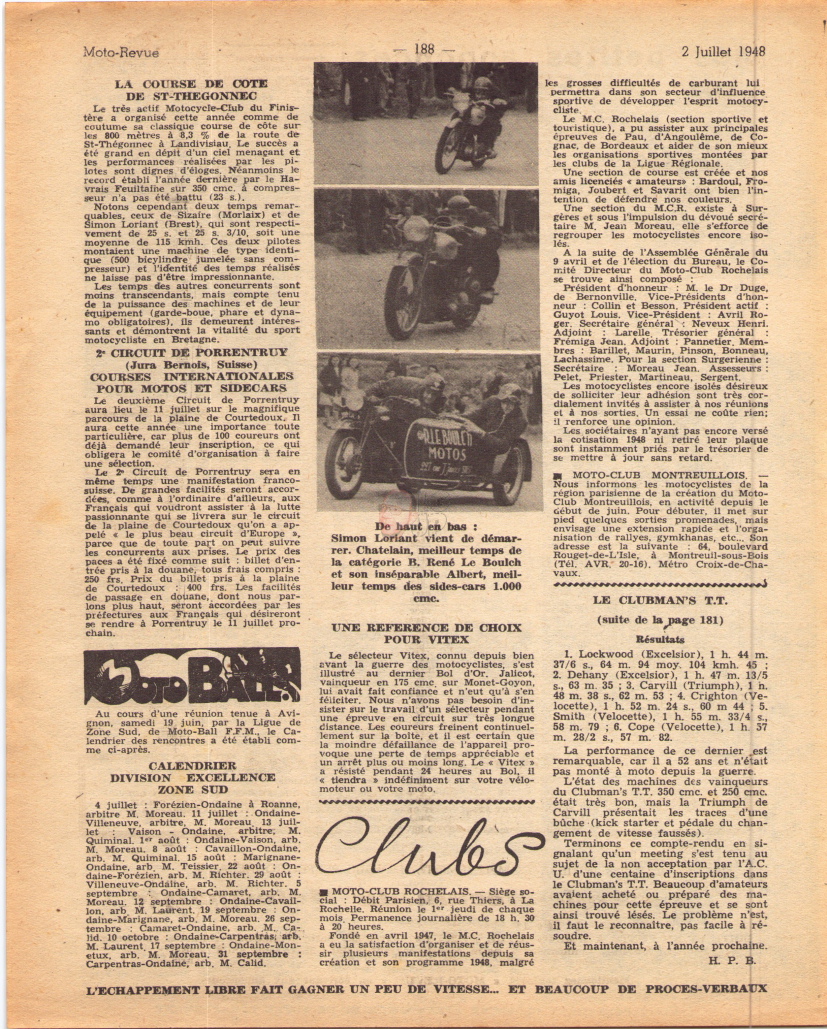 Moto-Revue
— 188 —
2 Juillet 1948
LA COURSE DE COTE
DE ST-THEGONNEC
Le très actif Motocycle-Club du Finis-
tère a organisé cette année comme de
coutume sa classique course de côte sur
les 800 mètres à 8,3 % de la route de
St-Thégonnec à Landivisiau. Le succès a
été grand en dépit d'un ciel menaçant et
les performances réalisées par les pi-
lotes sont dignes d'éloges. Néanmoins le
record établi l'année dernière par le Ha-
vrais Feuiltaine sur 350 cmc. à compres-
seur n'a pas été battu (23 s.).
Notons cependant deux temps remar-
quables, ceux de Sizaire (Morlaix) et de
Simon Loriant (Brest), qui sont respecti-
vement de 25 s. et 25 s. 3/10, soit une
moyenne de 115 kmh. Ces deux pilotes
montaient une machine de type identi-
que (500 bicylindre jumelée sans com-
presseur) et l'identité des temps réalisés
ne laisse pas d'être impressionnante.
Les temps des autres concurrents sont
moins transcendants, mais compte tenu
de la puissance des machines et de leur
équipement (garde-boue, phare et dyna-
mo obligatoires), ils demeurent intéres-
sants et démontrent la vitalité du sport
motocycliste en Bretagne.
2e CIRCUIT DE PORRENTRUY
(Jura Bernois, Suisse)
COURSES INTERNATIONALES
POUR MOTOS ET SIDECARS
Le deuxième Circuit de Porrentruy
aura lieu le 11 juillet sur le magnifique
parcours de la plaine de Courtedoux. Il
aura cette année une importance toute
particulière, car plus de 100 coureurs ont
déjà demandé leur inscription, ce qui
obligera le comité d'organisation à faire
une sélection.
Le 2e Circuit de Porrentruy sera en
même temps une manifestation franco-
suisse. De grandes facilités seront accor-
dées, comme à l'ordinaire d'ailleurs, aux
Français qui voudront assister à la lutte
passionnante qui se livrera sur le circuit
de la plaine de Courtedoux qu'on a ap-
pelé « le plus beau circuit d'Europe »,
parce que de toute part on peut suivre
les concurrents aux prises. Le prix des
paces a été fixé comme suit : billet d'en-
trée pris à la douane, tous frais compris :
250 frs. Prix du billet pris à la plaine
de Courtedoux : 400 frs. Les facilités
de passage en douane, dont nous par-
lons plus haut, seront accordées par les
préfectures aux Français qui désireront
se rendre à Porrentruy le 11 juillet pro-
chain.
MOTO BALL
Au cours d'une réunion tenue à Avi-
gnon, samedi 19 juin, par la Ligue de
Zone Sud, de Moto-Ball F.F.M., le Ca-
lendrier des rencontres a été établi com-
me ci-après.
CALENDRIER
DIVISION EXCELLENCE
ZONE SUD
4 juillet : Forézien-Ondaine à Roanne,
arbitre M. Moreau. 11 juillet : Ondaine-
Villeneuve, arbitre, M. Moreau. 13 juil-
let : Vaison - Ondaine, arbitre; M.
Quiminal. 1er août : Ondaine-Vaison, arb.
M. Moreau. 8 août : Cavaillon-Ondaine,
arb. M. Quiminal. 15 août : Marignane-
Ondaine, arb. M. Teissier. 22 août : On-
daine-Forézien, arb. M. Richter. 29 août :
Villeneuve-Ondaine, arb. M. Richter. 5
septembre : Ondaine-Camaret, arb. M.
Moreau. 12 septembre : Ondaine-Cavail-
lon, arb. M. Laurent. 19 septembre : On-
daine-Marignane, arb. M. Moreau. 26 sep-
tembre : Camaret-Ondaine, arb. M. Ca-
lid. 10 octobre : Ondaine-Carpentras, arb.
M. Laurent. 17 septembre : Ondaine-Mon-
etux, arb. M. Moreau. 31 septembre :
Carpentras-Ondaine, arb. M. Calid.
R.LE BOULCH
MOTOS
De haut en bas :
Simon Loriant vient de démar-
rer. Chatelain, meilleur temps de
la catégorie B. René Le Boulch
et son inséparable Albert, meil-
leur temps des sides-cars 1.000
cmc.
UNE REFERENCE DE CHOIX
POUR VITEX
Le sélecteur Vitex, connu depuis bien
avant la guerre des motocyclistes, s'est
illustré au dernier Bol d'Or, Jalicot,
vainqueur en 175 cmc, sur Monet-Goyon,
lui avait fait confiance et n'eut qu'à s'en
féliciter. Nous n'avons pas besoin d'in-
sister sur le travail d'un sélecteur pendant
une épreuve en circuit sur très longue
distance. Les coureurs freinent continuel-
lement sur la boîte, et il est certain que
la moindre défaillance de l'appareil pro-
voque une perte de temps appréciable et
un arrêt plus ou moins long. Le « Vitex »
a résisté pendant 24 heures au Bol, il
« tiendra » indéfiniment sur votre vélo-
moteur ou votre moto.
Clubs
■ MOTO-CLUB ROCHELAIS. — Siège so-
cial : Débit Parisien, 6, rue Thiers, à La
Rochelle. Réunion le 1er jeudi de chaque
mois. Permanence journalière de 18 h. 30
à 20 heures.
Fondé en avril 1947, le M.C. Rochelais
a eu la satisfaction d'organiser et de réus-
sir plusieurs manifestations depuis sa
création et son programme 1948, malgré
les grosses difficultés de carburant lui
permettra dans son secteur d'influence
sportive de développer l'esprit motocy-
cliste.
Le M.C. Rochelais (section sportive et
touristique), a pu assister aux principales
épreuves de Pau, d'Angoulême, de Co-
gnac, de Bordeaux et aider de son mieux
les organisations sportives montées par
les clubs de la Ligue Régionale.
Une section de course est créée et nos
amis licenciés « amateurs» : Bardoul, Fro-
miga, Joubert et Savarit ont bien l'in-
tention de défendre nos couleurs.
Une section du M.C.R. existe à Sur-
gères et sous l'impulsion du dévoué secré-
taire M. Jean Moreau, elle s'efforce de
regrouper les motocyclistes encore iso-
lés.
A la suite de l'Assemblée Générale du
9 avril et de l'élection du Bureau, le Co-
mité Directeur du Moto-Club Rochelais
se trouve ainsi composé :
Président d'honneur : M. le Dr Duge,
de Bernonville. Vice-Présidents d'hon-
neur : Collin et Besson. Président actif :
Guyot Louis. Vice-Président : Avril Ro-
ger. Secrétaire général : Neveux Henri.
Adjoint : Larelle. Trésorier général :
Frémiga Jean. Adjoint : Pannetier. Mem-
bres : Barillet, Maurin, Pinson, Bonneau,
Lachassime. Pour la section Surgerienne :
Secrétaire : Moreau Jean. Assesseurs :
Pelet, Priester, Martineau, Sergent.
Les motocyclistes encore isolés désireux
de solliciter leur adhésion sont très cor-
dialement invités à assister à nos réunions
et à nos sorties. Un essai ne coûte rien;
il renforce une opinion.
Les sociétaires n'ayant pas encore versé
la cotisation 1948 ni retiré leur plaque
sont instamment priés par le trésorier de
se mettre à jour sans retard.
■ MOTO-CLUB MONTREUILLOIS. —
Nous informons les motocyclistes de la
région parisienne de la création du Moto-
Club Montreuillois, en activité depuis le
début de juin. Pour débuter, il met sur
pied quelques sorties promenades, mais
envisage une extension rapide et l'orga-
nisation de rallyes, gymkhanas, etc... Son
adresse est la suivante : 64, boulevard
Rouget-de-L'Isle, à Montreuil-sous-Bois
(Tél. AVR. 20-16). Métro Croix-de-Cha-
vaux.
LE CLUBMAN'S T.T.
(suite de la page 181)
Résultats
1. Lockwood (Excelsior), 1 h. 44 m.
37/6 s., 64 m. 94 moy. 104 kmh. 45 ;
2. Dehany (Excelsior), 1 h. 47 m. 13/5
s., 63 m. 35 ; 3. Carvill (Triumph), 1 h.
48 m. 38 s., 62 m. 53 ; 4. Crighton (Ve-
locette), 1 h. 52 m. 24 s., 60 m 44 ; 5.
Smith (Velocette), 1 h. 55 m. 33/4 s.,
58 m. 79 ; 6. Cope (Velocette), 1 h. 57
m. 28/2 s., 57 m. 82.
La performance de ce dernier est
remarquable, car il a 52 ans et n'était
pas monté à moto depuis la guerre.
L'état des machines des vainqueurs
du Clubman's T.T. 350 cmc. et 250 cmc.
était très bon, mais la Triumph de
Carvill présentait les traces d'une
bûche (kick starter et pédale du chan-
gement de vitesse faussés).
Terminons ce compte-rendu en si-
gnalant qu'un meeting s'est tenu au
sujet de la non acceptation par l'A.C.
U. d'une centaine d'inscriptions dans
le Clubman's T.T. Beaucoup d'amateurs
avaient acheté ou préparé des ma-
chines pour cette épreuve et se sont
ainsi trouvé lésés. Le problème n'est,
il faut le reconnaître, pas facile à ré-
soudre.
Et maintenant, à l'année prochaine.
H. P. B.
L'ECHAPPEMENT LIBRE FAIT GAGNER UN PEU DE VITESSE... ET BEAUCOUP DE PROCES-VERBAUX